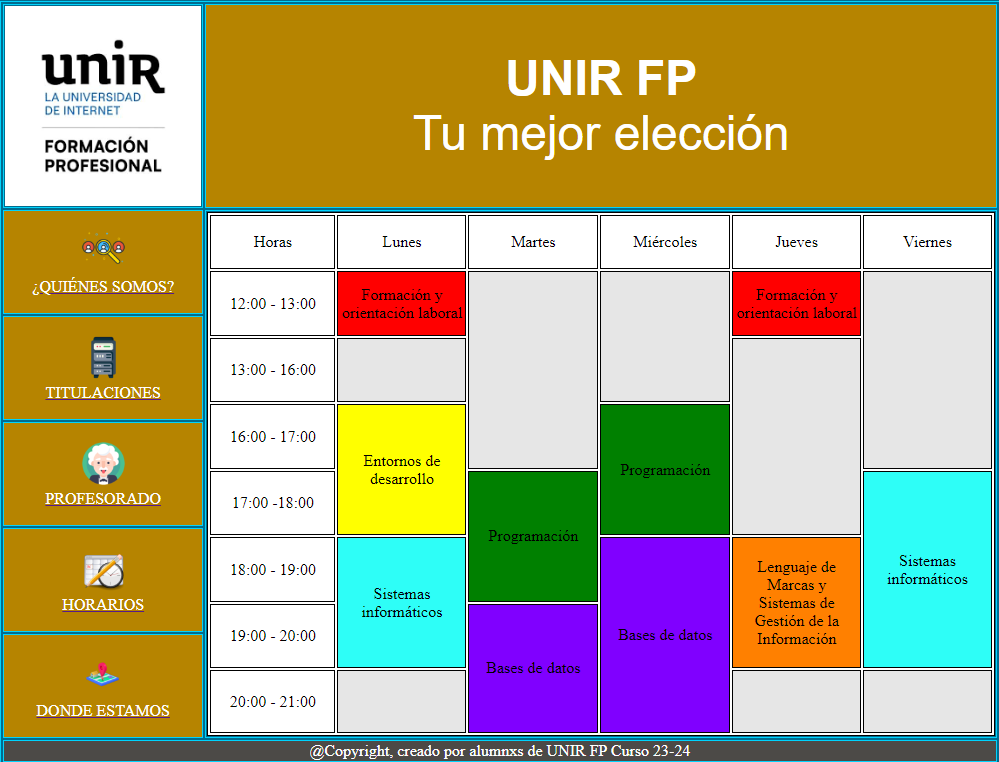 unir
LA UNIVERSIDAD
DE INTERNET
FORMACIÓN
PROFESIONAL
UNIR FP
Tu mejor elección
¿QUIÉNES SOMOS?
TITULACIONES
PROFESORADO
HORARIOS
DONDE ESTAMOS
Horas
Lunes
Martes
Miércoles
Jueves
Viernes
12:00 - 13:00
Formación y
orientación laboral
Formación y
orientación laboral
13:00 - 16:00
16:00 - 17:00
Entornos de
desarrollo
Programación
17:00 -18:00
Programación
Sistemas
informáticos
18:00 - 19:00
Sistemas
informáticos
Bases de datos
Lenguaje de
Marcas y
Sistemas de
Gestión de la
Información
19:00 - 20:00
Bases de datos
20:00 - 21:00
@Copyright, creado por alumnxs de UNIR FP Curso 23-24